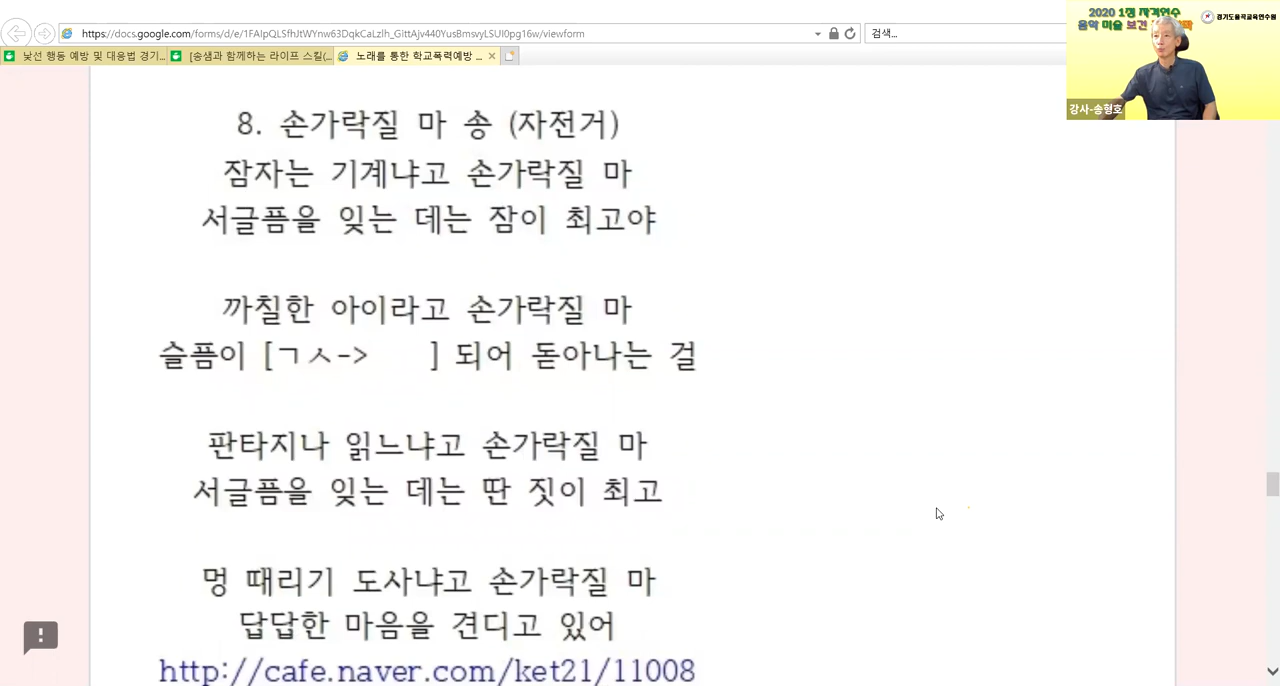 https://docs.google.com/forms/d/e/1FAIpQLSfhJtWYnw63DqkCaLzIh_GittAjv4H-Tus8msvyLSUI0pg16w/viewform
검색...
낯선 행동 예방 및 대응법 경기...
[송샘과 함께하는 라이프 스킬(...
노래를 통한 학교폭력예방 ...
2020 1정 자격연수
음악 미술 보건
경기도율곡교육연수원
강사-송형호
8. 손가락질 마 송 (자전거)
잠자는 기계냐고 손가락질 마
서글픔을 잊는 데는 잠이 최고야
까칠한 아이라고 손가락질 마
슬픔이 [ㄱㅅ-> ] 되어 돋아나는 걸
판타지나 읽느냐고 손가락질 마
서글픔을 잊는 데는 딴 짓이 최고
멍 때리기 도사냐고 손가락질 마
답답한 마음을 견디고 있어
http://cafe.naver.com/ket21/11008